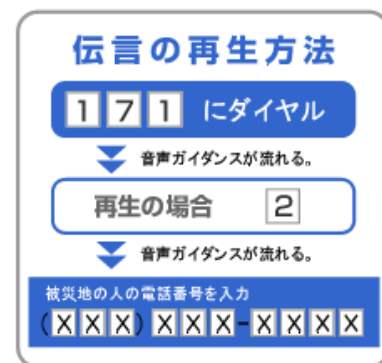 伝言の再生方法
171 にダイヤル
音声ガイダンスが流れる。
再生の場合 2
音声ガイダンスが流れる。
被災地の人の電話番号を入力
(XXX)XXX-XXXX